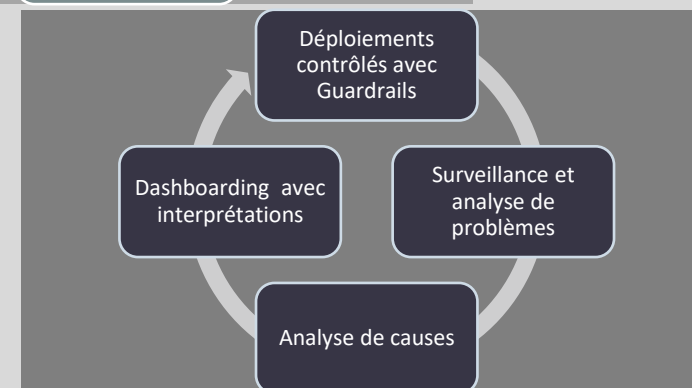 Déploiements
contrôlés avec
Guardrails
Dashboarding avec
interprétations
Surveillance et
analyse de
problèmes
Analyse de causes